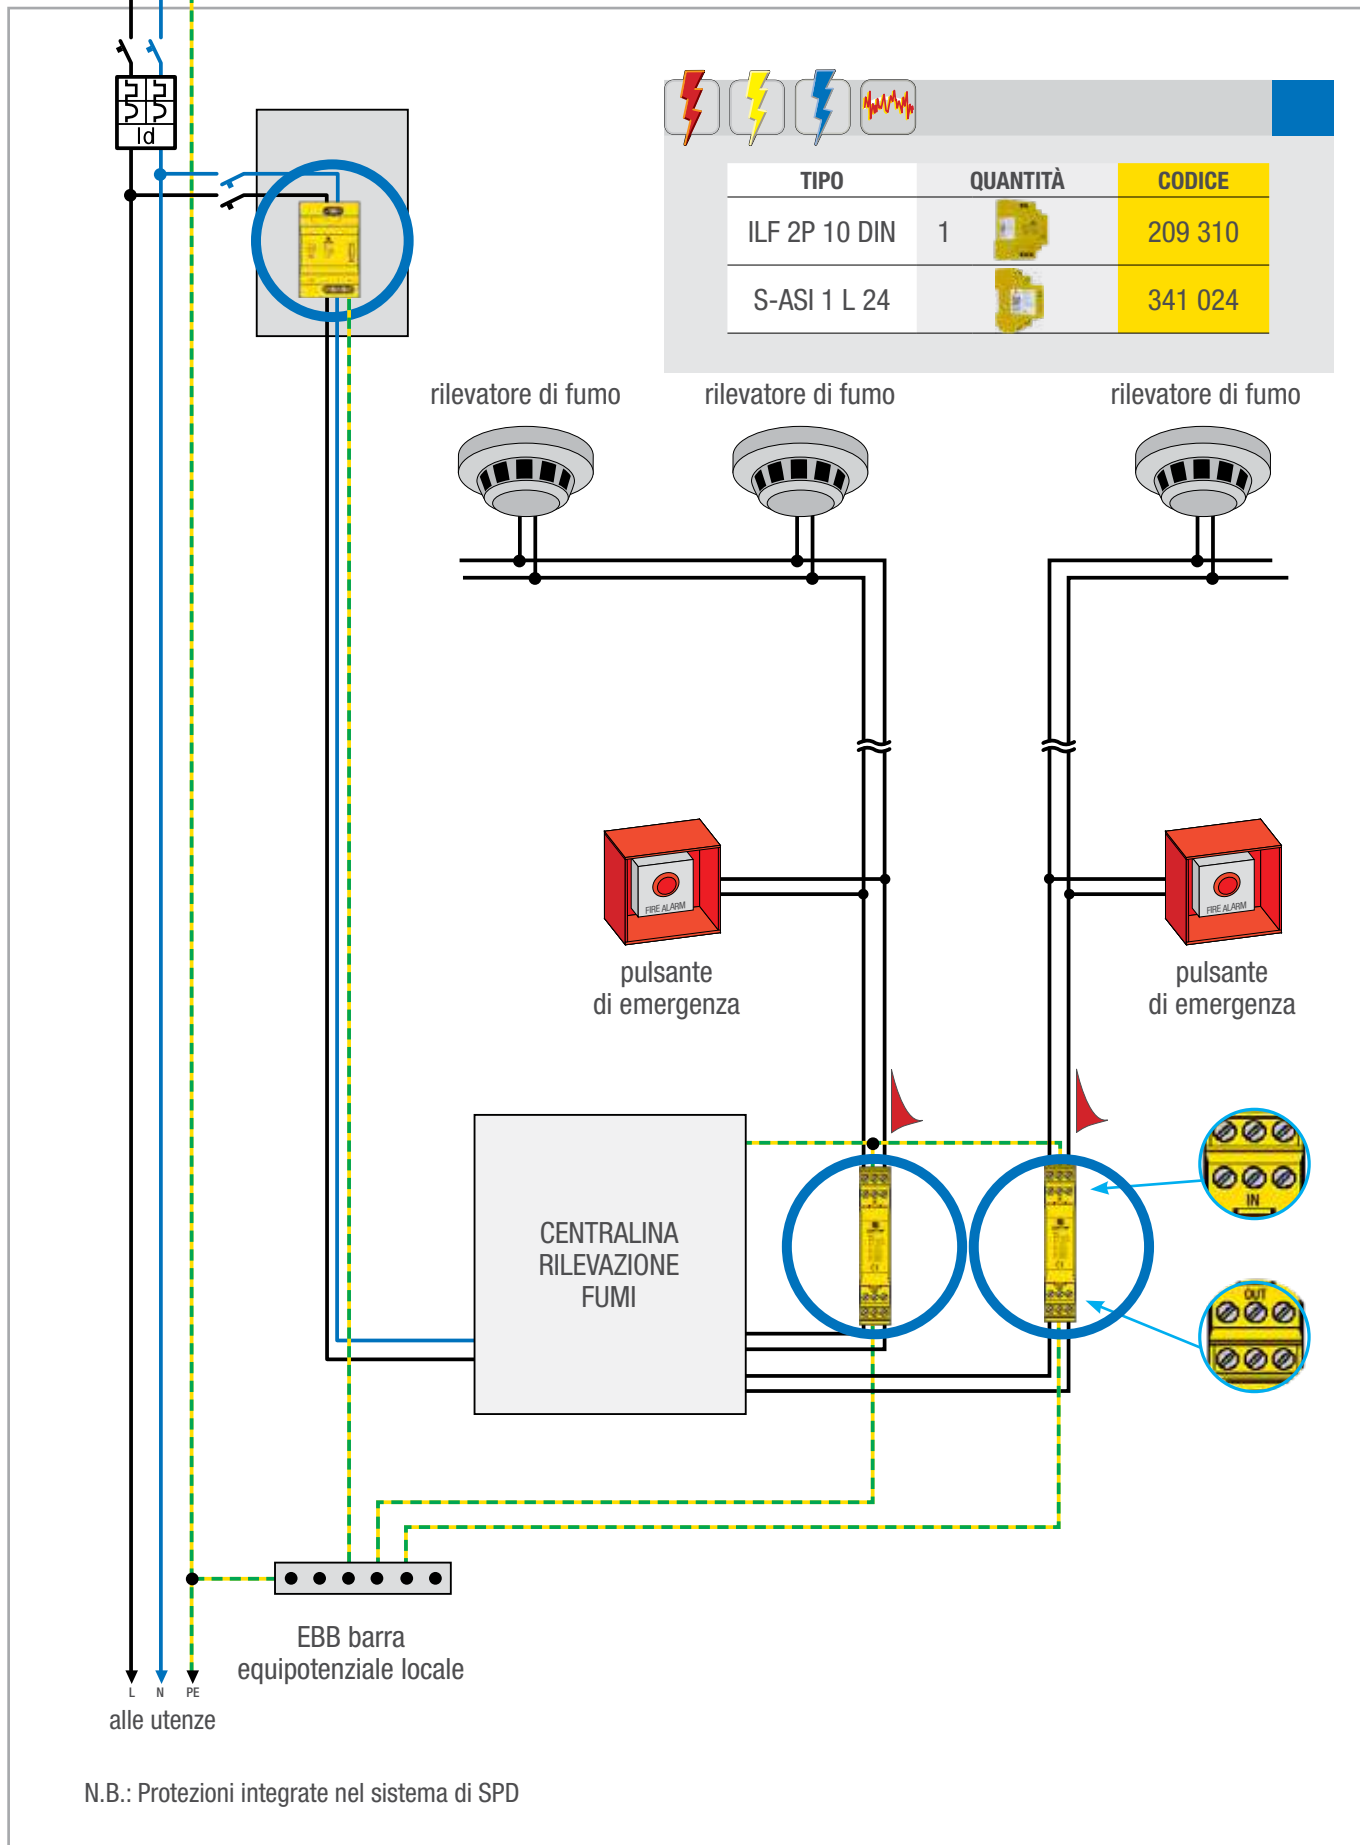 Id
TIPO QUANTITÀ CODICE
ILF 2P 10 DIN 1 209 310
S-ASI 1 L 24 341 024
rilevatore di fumo rilevatore di fumo rilevatore di fumo
FIRE ALARM FIRE ALARM
pulsante
di emergenza
pulsante
di emergenza
IN
OUT
CENTRALINA
RILEVAZIONE
FUMI
EBB barra
equipotenziale locale
L N PE
alle utenze
N.B.: Protezioni integrate nel sistema di SPD